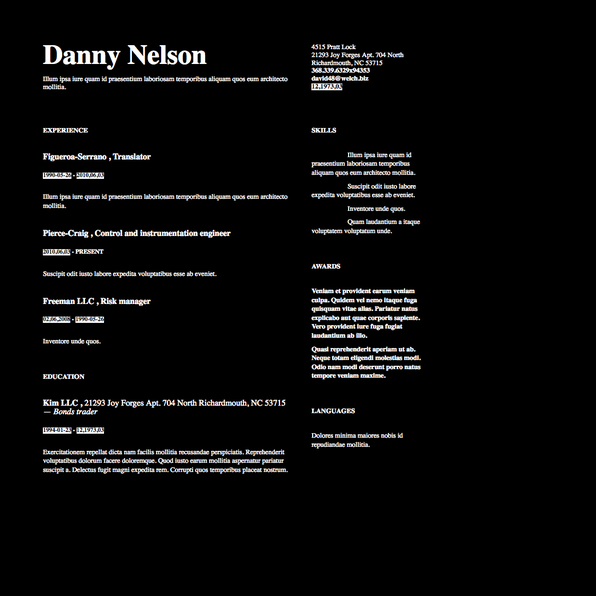 Danny Nelson
Illum ipsa iure quam id praesentium laboriosam temporibus aliquam quos eum architecto
mollitia.
4515 Pratt Lock
21293 Joy Forges Apt. 704 North
Richardmouth, NC 53715
368.339.6329x94353
david48@welch.biz
12.1973.03
EXPERIENCE
Figueroa-Serrano , Translator
1990-05-26 - 2010.06.03
Illum ipsa iure quam id praesentium laboriosam temporibus aliquam quos eum architecto
mollitia.
Pierce-Craig , Control and instrumentation engineer
2010.06.03 - PRESENT
Suscipit odit iusto labore expedita voluptatibus esse ab eveniet.
Freeman LLC , Risk manager
02.06.2008 - 1990-05-26
Inventore unde quos.
EDUCATION
Kim LLC , 21293 Joy Forges Apt. 704 North Richardmouth, NC 53715
— Bonds trader
1994-01-23 - 12.1973.03
Exercitationem repellat dicta nam facilis mollitia recusandae perspiciatis. Reprehenderit
voluptatibus dolorum facere doloremque. Quod iusto earum mollitia aspernatur pariatur
suscipit a. Delectus fugit magni expedita rem. Corrupti quos temporibus placeat nostrum.
SKILLS
Illum ipsa iure quam id
praesentium laboriosam temporibus
aliquam quos eum architecto mollitia.
Suscipit odit iusto labore
expedita voluptatibus esse ab eveniet.
Inventore unde quos.
Quam laudantium a itaque
voluptatem voluptatum unde.
AWARDS
Veniam et provident earum veniam
culpa. Quidem vel nemo itaque fuga
quisquam vitae alias. Pariatur natus
explicabo aut quae corporis sapiente.
Vero provident iure fuga fugiat
laudantium ab illo.
Quasi reprehenderit aperiam ut ab.
Neque totam eligendi molestias modi.
Odio nam modi deserunt porro natus
tempore veniam maxime.
LANGUAGES
Dolores minima maiores nobis id
repudiandae mollitia.